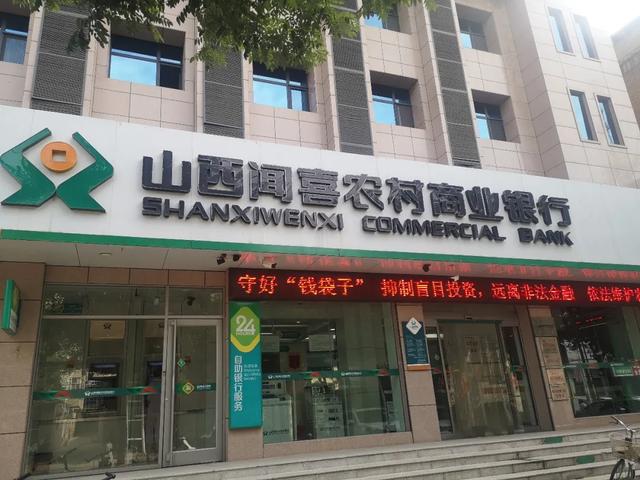 山西闻喜农村商业银行
SHANXIWENXI COMMERCIAL BANK
守好“钱袋子” 抑制盲目投资,远离非法金融 依法维护
24
自助银行服务